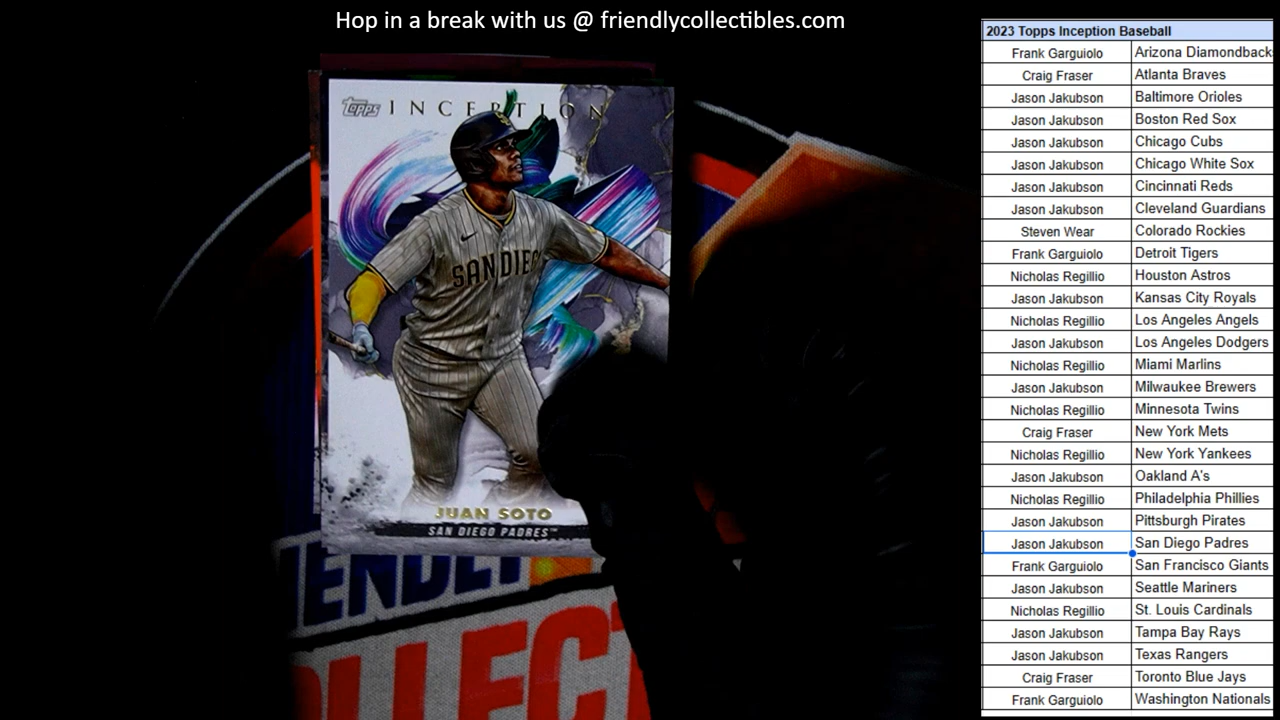 Hop in a break with us @ friendlycollectibles.com
topps INCEPTION
SAN DIEG
JUAN SOTO
SAN DIEGO PADRES™
ENDLY
LLECT
2023 Topps Inception Baseball
Frank Garguiolo Arizona Diamondback
Craig Fraser Atlanta Braves
Jason Jakubson Baltimore Orioles
Jason Jakubson Boston Red Sox
Jason Jakubson Chicago Cubs
Jason Jakubson Chicago White Sox
Jason Jakubson Cincinnati Reds
Jason Jakubson Cleveland Guardians
Steven Wear Colorado Rockies
Frank Garguiolo Detroit Tigers
Nicholas Regillio Houston Astros
Jason Jakubson Kansas City Royals
Nicholas Regillio Los Angeles Angels
Jason Jakubson Los Angeles Dodgers
Nicholas Regillio Miami Marlins
Jason Jakubson Milwaukee Brewers
Nicholas Regillio Minnesota Twins
Craig Fraser New York Mets
Nicholas Regillio New York Yankees
Jason Jakubson Oakland A's
Nicholas Regillio Philadelphia Phillies
Jason Jakubson Pittsburgh Pirates
Jason Jakubson San Diego Padres
Frank Garguiolo San Francisco Giants
Jason Jakubson Seattle Mariners
Nicholas Regillio St. Louis Cardinals
Jason Jakubson Tampa Bay Rays
Jason Jakubson Texas Rangers
Craig Fraser Toronto Blue Jays
Frank Garguiolo Washington Nationals